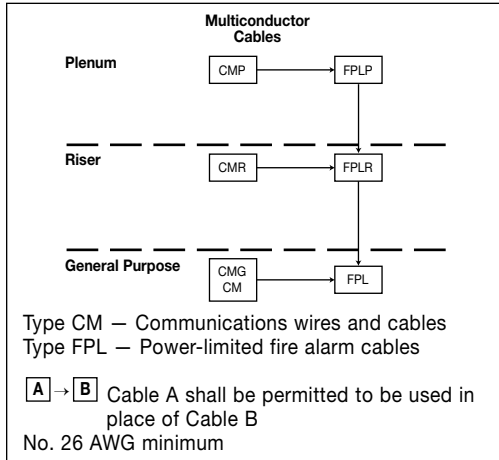 Multiconductor
Cables
Plenum
CMP
FPLP
Riser
CMR
FPLR
General Purpose
CMG
CM
FPL
Type CM — Communications wires and cables
Type FPL — Power-limited fire alarm cables
A → B Cable A shall be permitted to be used in
place of Cable B
No. 26 AWG minimum